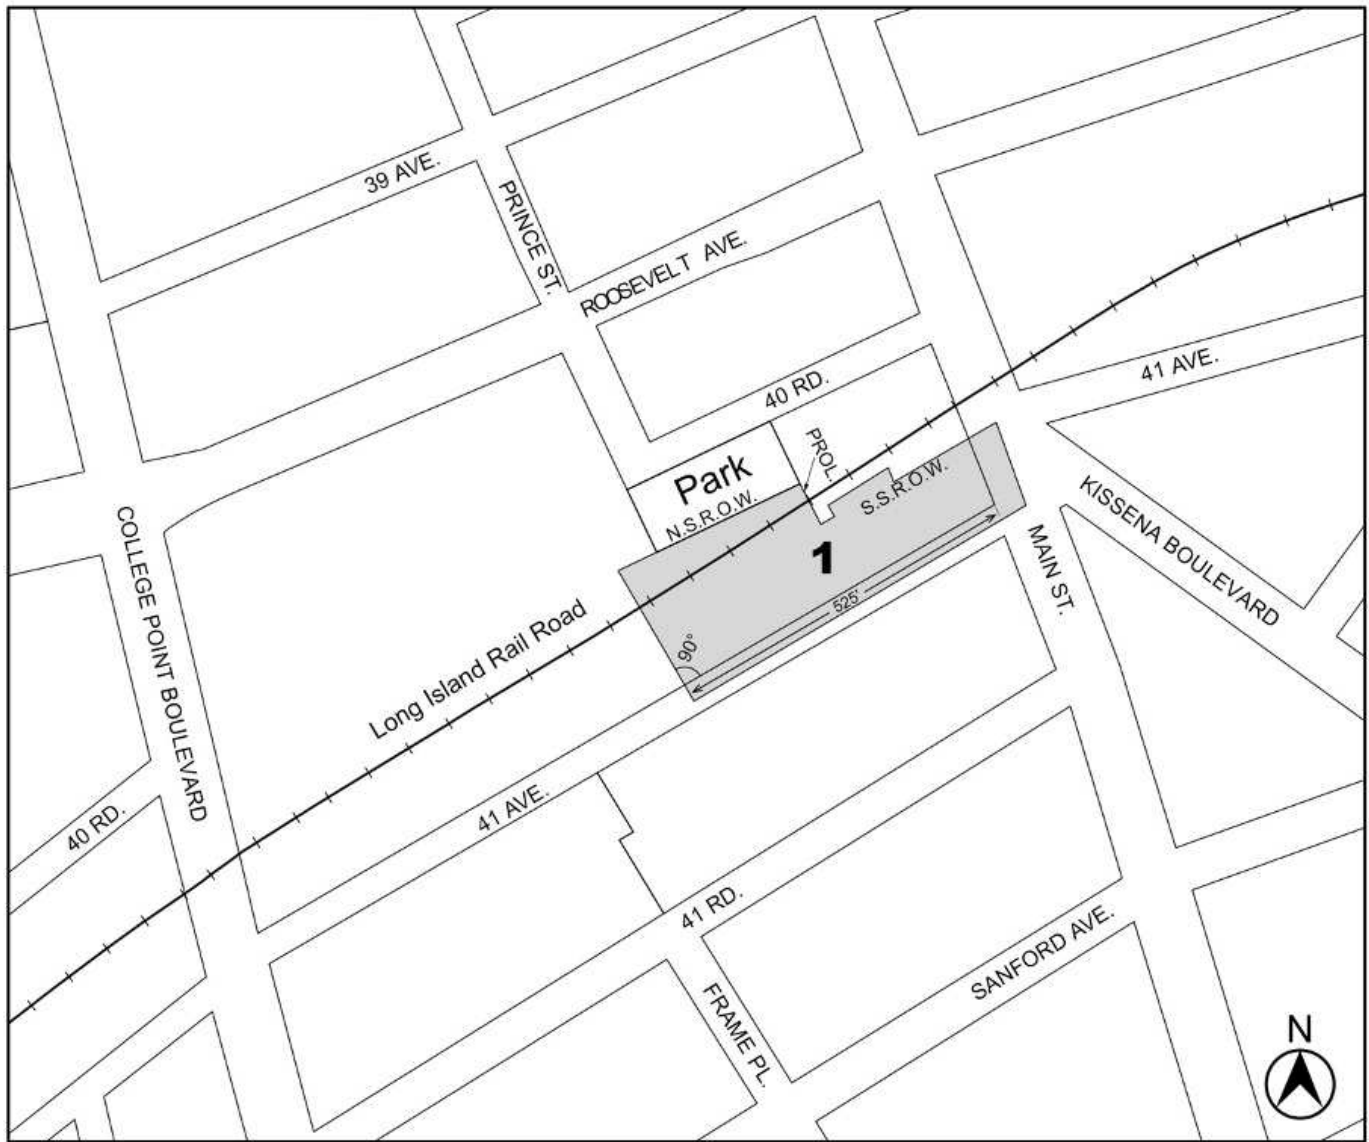 39 AVE.
PRINCE ST.
ROOSEVELT AVE.
40 RD.
41 AVE.
PROL.
Park
N.S.R.O.W.
S.S.R.O.W.
KISSENA BOULEVARD
COLLEGE POINT BOULEVARD
1
MAIN ST.
525'
90°
Long Island Rail Road
40 RD.
41 AVE.
41 RD.
SANFORD AVE.
FRAME PL.
N